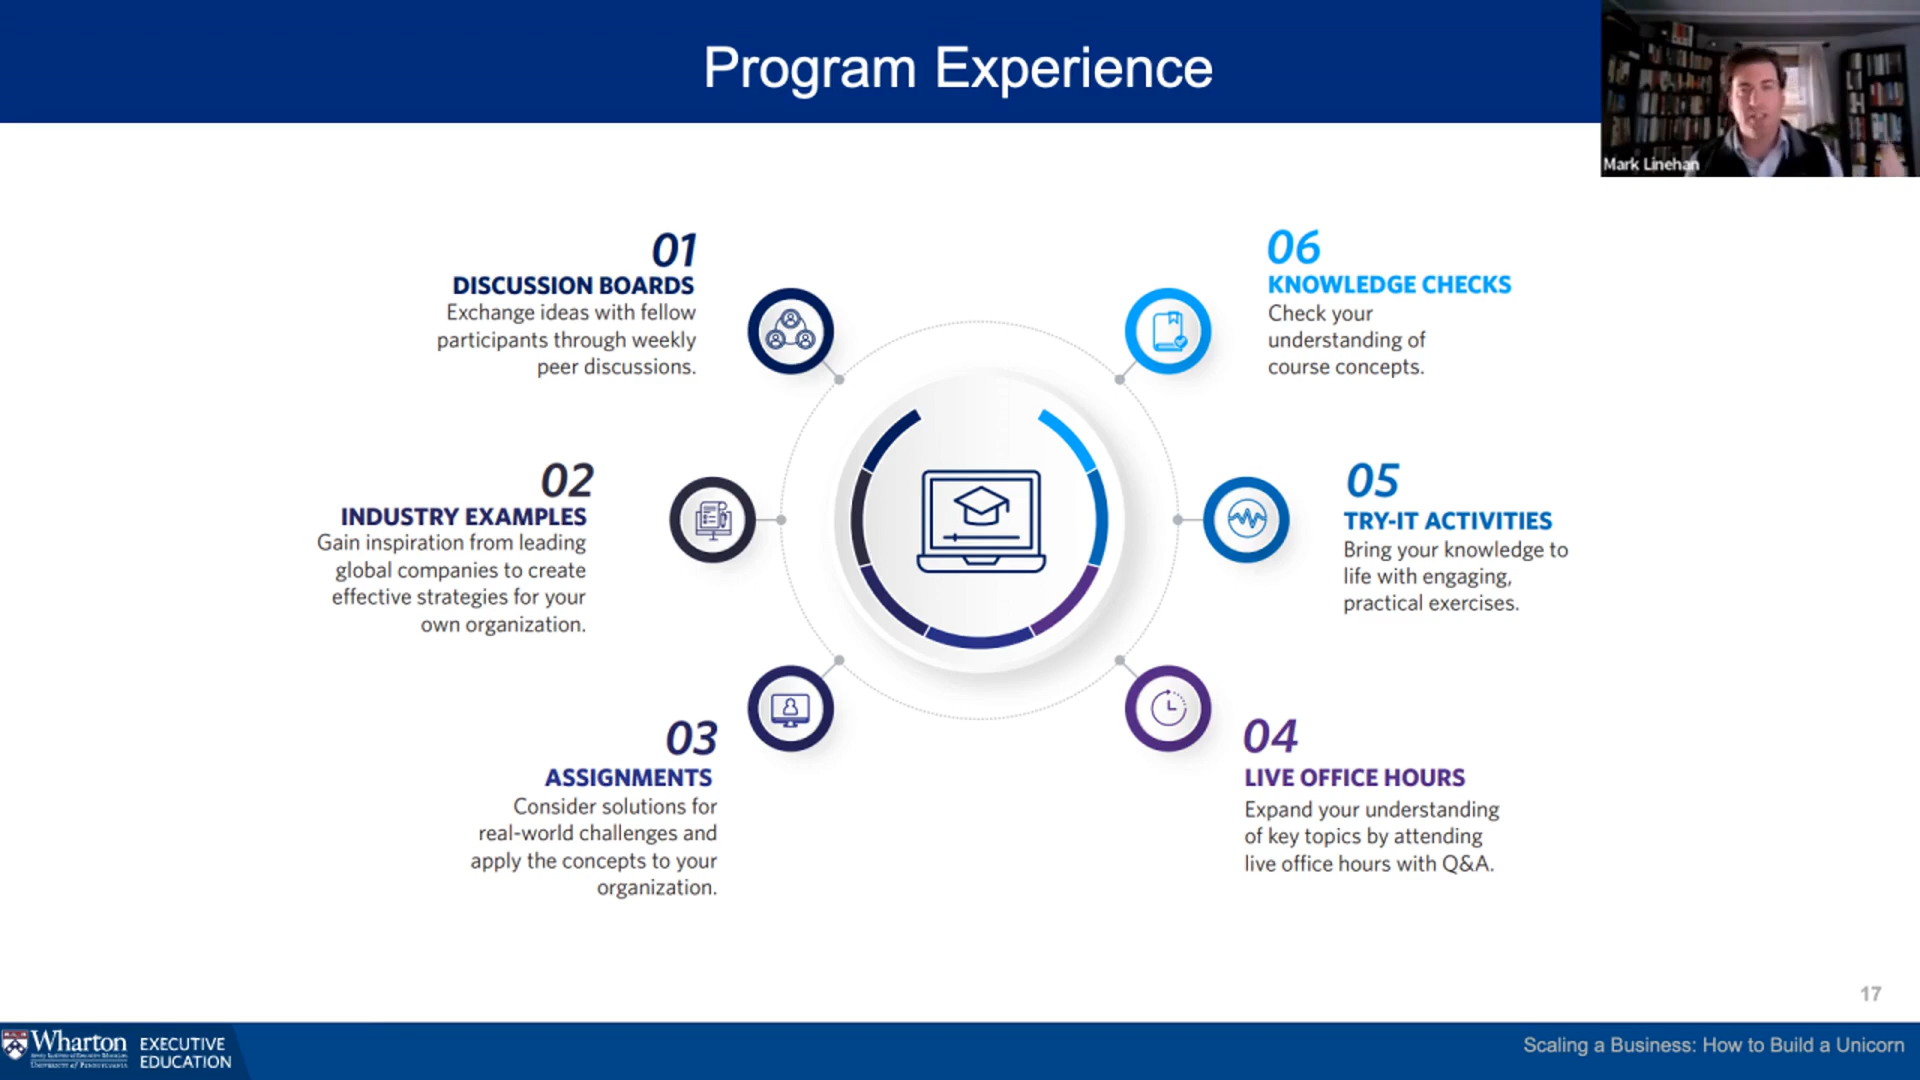 Program Experience
Mark Linehan
01
DISCUSSION BOARDS
Exchange ideas with fellow
participants through weekly
peer discussions.
02
INDUSTRY EXAMPLES
Gain inspiration from leading
global companies to create
effective strategies for your
own organization.
03
ASSIGNMENTS
Consider solutions for
real-world challenges and
apply the concepts to your
organization.
06
KNOWLEDGE CHECKS
Check your
understanding of
course concepts.
05
TRY-IT ACTIVITIES
Bring your knowledge to
life with engaging,
practical exercises.
04
LIVE OFFICE HOURS
Expand your understanding
of key topics by attending
live office hours with Q&A.
17
Wharton
UNIVERSITY of PENNSYLVANIA
EXECUTIVE
EDUCATION
Scaling a Business: How to Build a Unicorn